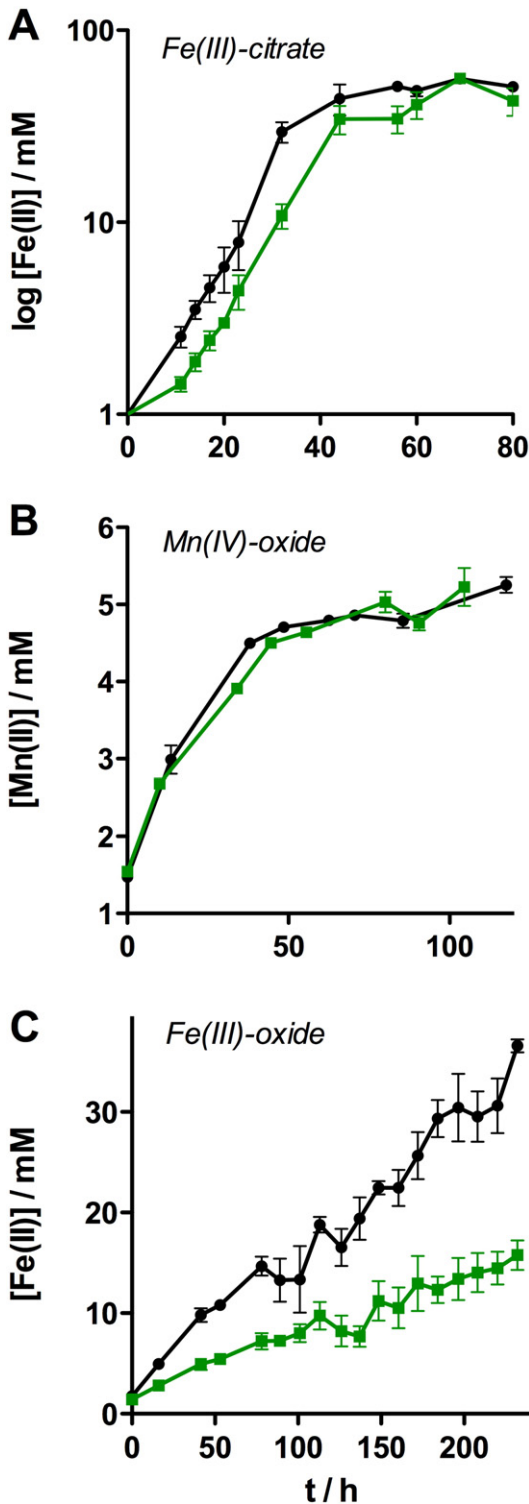 A
Fe(III)-citrate
log [Fe(II)] / mM
100
10
1
0 20 40 60 80
B
Mn(IV)-oxide
[Mn(II)] / mM
6
5
4
3
2
1
0 50 100
C
Fe(III)-oxide
[Fe(II)] / mM
30
20
10
0
0 50 100 150 200
t / h